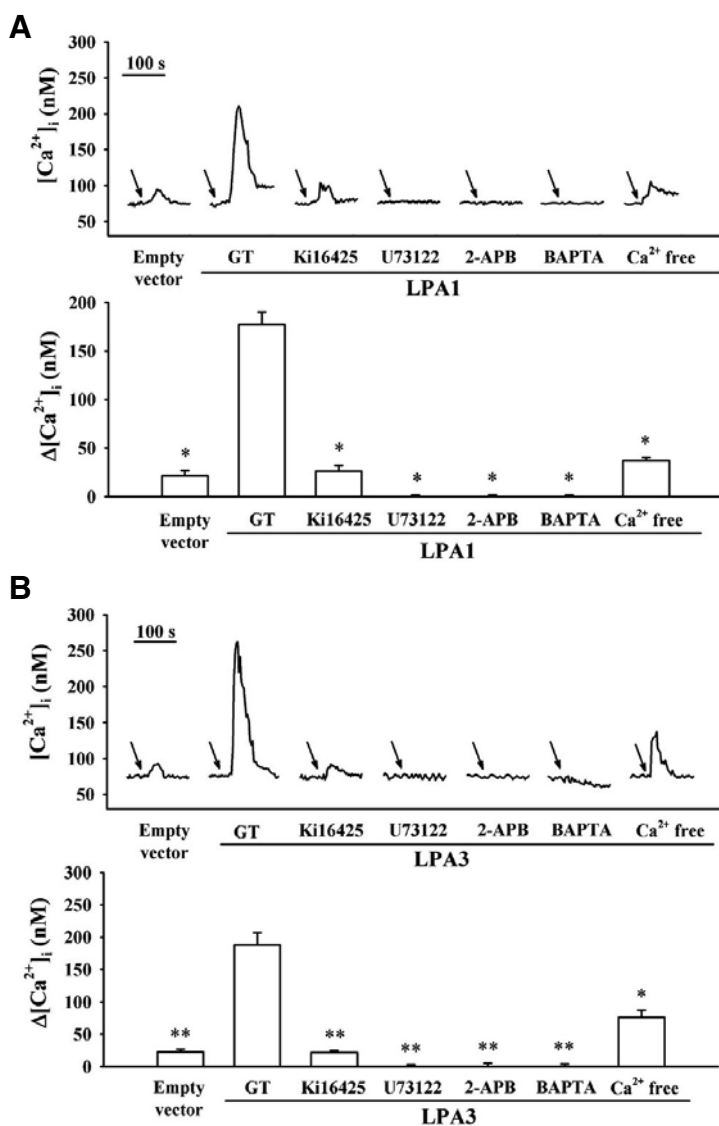 A
100 s
300
250
200
150
100
50
[Ca²⁺]ᵢ (nM)
Empty vector
GT Ki16425 U73122 2-APB BAPTA Ca²⁺ free
LPA1
200
150
100
50
0
Δ[Ca²⁺]ᵢ (nM)
* * * * * *
Empty vector
GT Ki16425 U73122 2-APB BAPTA Ca²⁺ free
LPA1
B
100 s
300
250
200
150
100
50
[Ca²⁺]ᵢ (nM)
Empty vector
GT Ki16425 U73122 2-APB BAPTA Ca²⁺ free
LPA3
300
250
200
150
100
50
0
Δ[Ca²⁺]ᵢ (nM)
** ** ** ** ** *
Empty vector
GT Ki16425 U73122 2-APB BAPTA Ca²⁺ free
LPA3